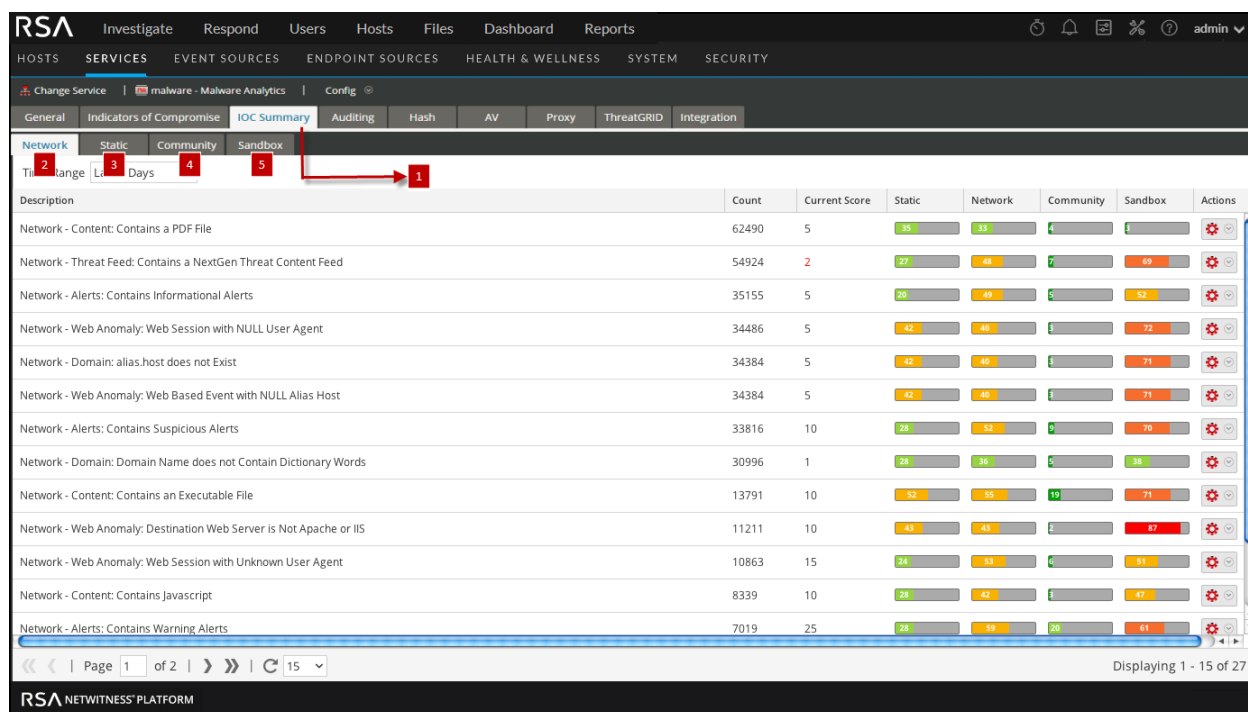 RSA Investigate Respond Users Hosts Files Dashboard Reports admin
HOSTS SERVICES EVENT SOURCES ENDPOINT SOURCES HEALTH & WELLNESS SYSTEM SECURITY
Change Service | malware - Malware Analytics | Config
General Indicators of Compromise IOC Summary Auditing Hash AV Proxy ThreatGRID Integration
Network Static Community Sandbox
2 3 4 5 1
Range Days
Description Count Current Score Static Network Community Sandbox Actions
Network - Content: Contains a PDF File 62490 5 35 33 4 3
Network - Threat Feed: Contains a NextGen Threat Content Feed 54924 2 27 48 7 69
Network - Alerts: Contains Informational Alerts 35155 5 20 49 5 52
Network - Web Anomaly: Web Session with NULL User Agent 34486 5 42 40 3 72
Network - Domain: alias.host does not Exist 34384 5 42 40 3 71
Network - Web Anomaly: Web Based Event with NULL Alias Host 34384 5 42 40 3 71
Network - Alerts: Contains Suspicious Alerts 33816 10 28 52 9 70
Network - Domain: Domain Name does not Contain Dictionary Words 30996 1 28 36 5 38
Network - Content: Contains an Executable File 13791 10 52 55 19 71
Network - Web Anomaly: Destination Web Server is Not Apache or IIS 11211 10 43 43 2 87
Network - Web Anomaly: Web Session with Unknown User Agent 10863 15 24 53 6 51
Network - Content: Contains Javascript 8339 10 28 42 3 47
Network - Alerts: Contains Warning Alerts 7019 25 28 59 20 61
| Page 1 of 2 | | 15 Displaying 1 - 15 of 27
RSA NETWITNESS® PLATFORM